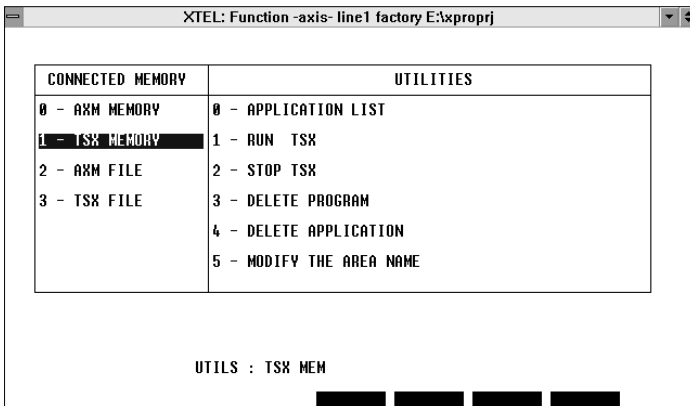 XTEL: Function -axis- line1 factory E:\xproprj
CONNECTED MEMORY UTILITIES
0 - AXM MEMORY 0 - APPLICATION LIST
1 - TSX MEMORY 1 - RUN TSX
2 - AXM FILE 2 - STOP TSX
3 - TSX FILE 3 - DELETE PROGRAM
4 - DELETE APPLICATION
5 - MODIFY THE AREA NAME
UTILS : TSX MEM